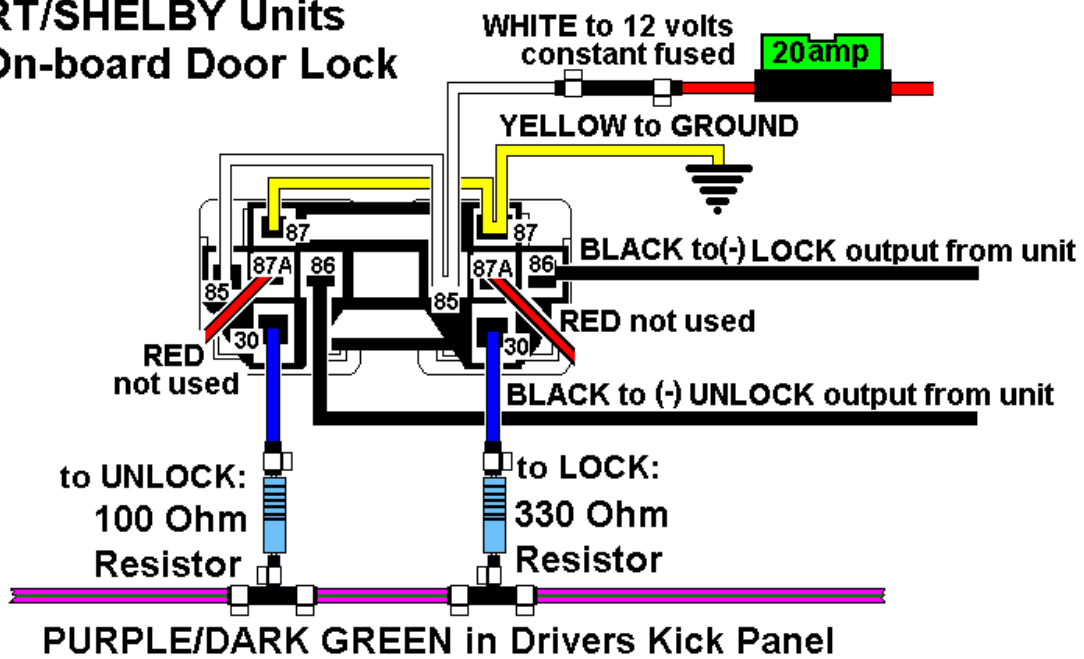 RT/SHELBY Units
On-board Door Lock
WHITE to 12 volts
constant fused
20amp
YELLOW to GROUND
87
87
87A
86
87A
86
BLACK to(-) LOCK output from unit
85
85
RED not used
30
30
RED
not used
BLACK to (-) UNLOCK output from unit
to UNLOCK:
100 Ohm
Resistor
to LOCK:
330 Ohm
Resistor
PURPLE/DARK GREEN in Drivers Kick Panel